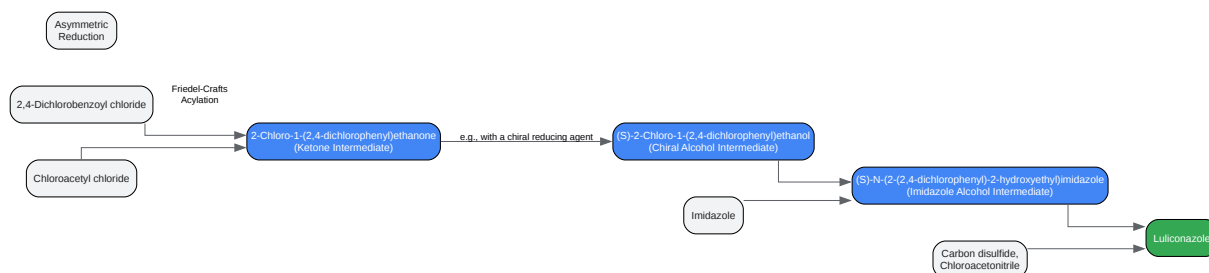 Asymmetric
Reduction
2,4-Dichlorobenzoyl chloride
Friedel-Crafts
Acylation
Chloroacetyl chloride
2-Chloro-1-(2,4-dichlorophenyl)ethanone
(Ketone Intermediate)
e.g., with a chiral reducing agent
(S)-2-Chloro-1-(2,4-dichlorophenyl)ethanol
(Chiral Alcohol Intermediate)
Imidazole
(S)-N-(2-(2,4-dichlorophenyl)-2-hydroxyethyl)imidazole
(Imidazole Alcohol Intermediate)
Carbon disulfide,
Chloroacetonitrile
Luliconazole